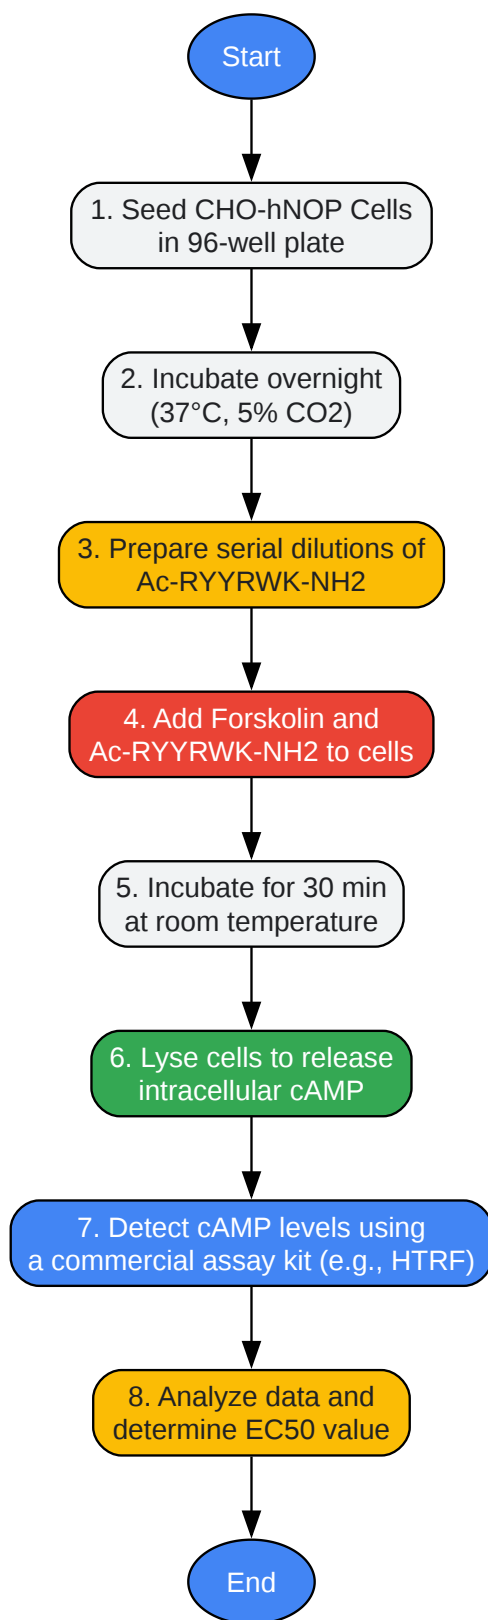 Start
1. Seed CHO-hNOP Cells
in 96-well plate
2. Incubate overnight
(37°C, 5% CO2)
3. Prepare serial dilutions of
Ac-RYYRWK-NH2
4. Add Forskolin and
Ac-RYYRWK-NH2 to cells
5. Incubate for 30 min
at room temperature
6. Lyse cells to release
intracellular cAMP
7. Detect cAMP levels using
a commercial assay kit (e.g., HTRF)
8. Analyze data and
determine EC50 value
End